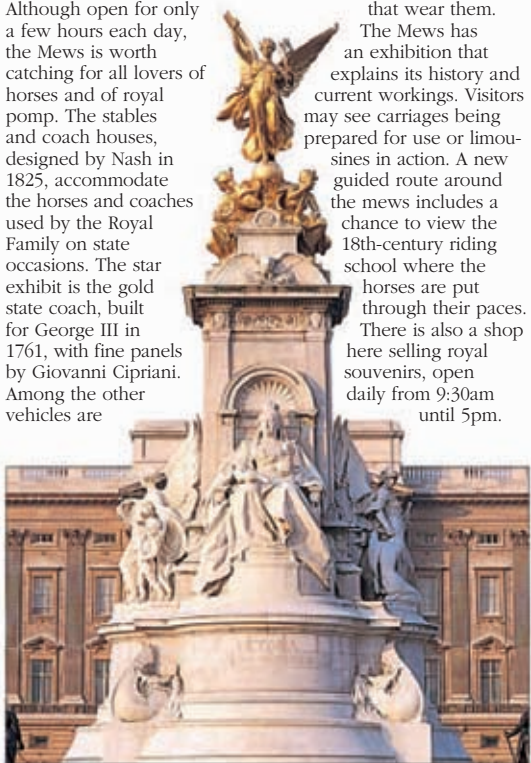 Although open for only
a few hours each day,
the Mews is worth
catching for all lovers of
horses and of royal
pomp. The stables
and coach houses,
designed by Nash in
1825, accommodate
the horses and coaches
used by the Royal
Family on state
occasions. The star
exhibit is the gold
state coach, built
for George III in
1761, with fine panels
by Giovanni Cipriani.
Among the other
vehicles are
that wear them.
The Mews has
an exhibition that
explains its history and
current workings. Visitors
may see carriages being
prepared for use or limou-
sines in action. A new
guided route around
the mews includes a
chance to view the
18th-century riding
school where the
horses are put
through their paces.
There is also a shop
here selling royal
souvenirs, open
daily from 9:30am
until 5pm.